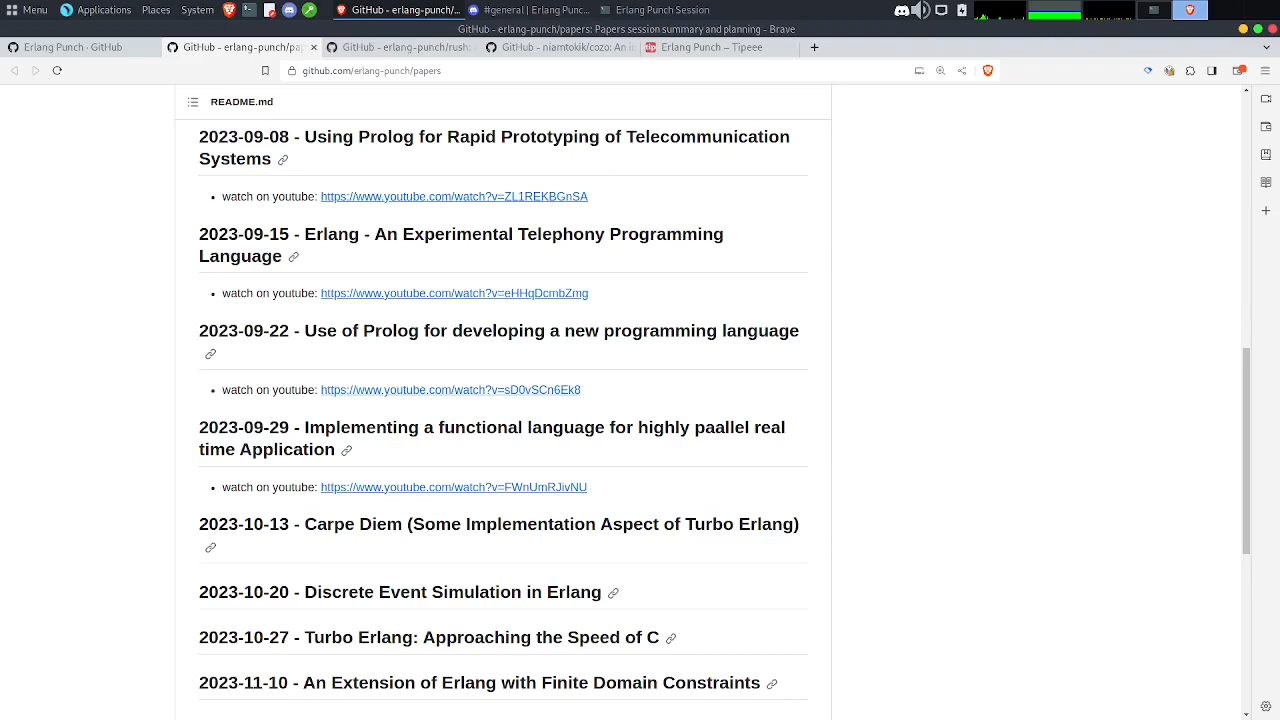 Menu Applications Places System GitHub - erlang-punch/... #general | Erlang Punc... Erlang Punch Session
GitHub - erlang-punch/papers: Papers session summary and planning - Brave
Erlang Punch · GitHub GitHub - erlang-punch/pap GitHub - erlang-punch/rush: GitHub - niamtokik/cozo: An i tip Erlang Punch – Tipeee
github.com/erlang-punch/papers
README.md
2023-09-08 - Using Prolog for Rapid Prototyping of Telecommunication
Systems
watch on youtube: https://www.youtube.com/watch?v=ZL1REKBGnSA
2023-09-15 - Erlang - An Experimental Telephony Programming
Language
watch on youtube: https://www.youtube.com/watch?v=eHHqDcmbZmg
2023-09-22 - Use of Prolog for developing a new programming language
watch on youtube: https://www.youtube.com/watch?v=sD0vSCn6Ek8
2023-09-29 - Implementing a functional language for highly paallel real
time Application
watch on youtube: https://www.youtube.com/watch?v=FWnUmRJivNU
2023-10-13 - Carpe Diem (Some Implementation Aspect of Turbo Erlang)
2023-10-20 - Discrete Event Simulation in Erlang
2023-10-27 - Turbo Erlang: Approaching the Speed of C
2023-11-10 - An Extension of Erlang with Finite Domain Constraints